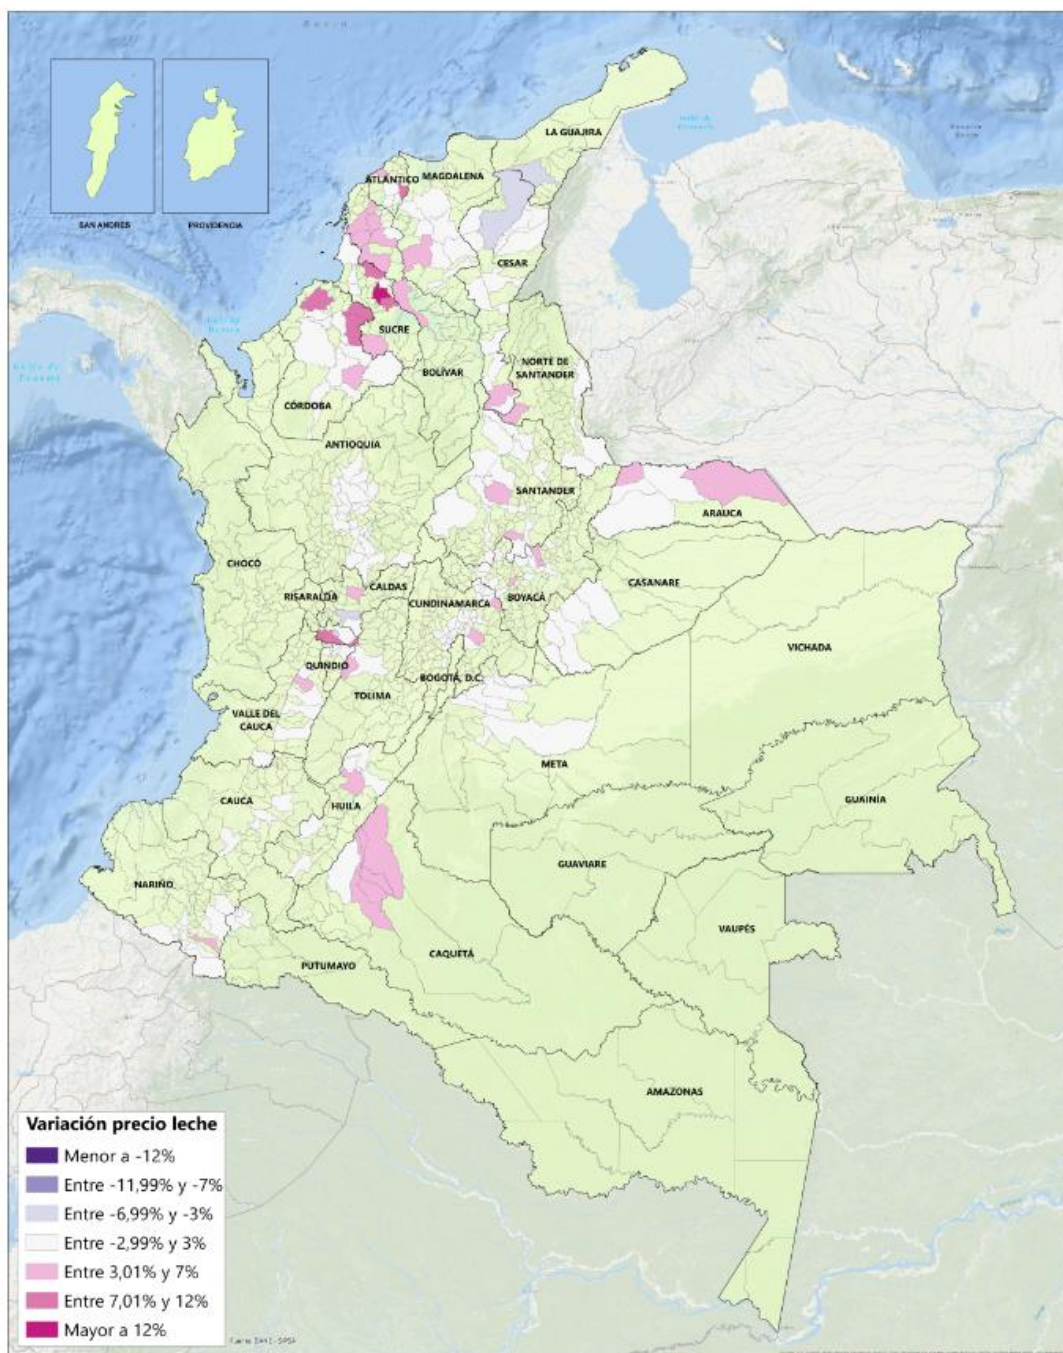 SAN ANDRES
PROVIDENCIA
LA GUAJIRA
ATLÁNTICO
MAGDALENA
CESAR
SUCRE
BOLÍVAR
NORTE DE
SANTANDER
CÓRDOBA
ANTIOQUIA
SANTANDER
ARAUCA
CHOCÓ
CALDAS
RISARALDA
CUNDINAMARCA
BOYACÁ
CASANARE
VICHADA
QUINDIO
BOGOTÁ, D.C.
TOLIMA
VALLE DEL
CAUCA
META
CAUCA
HUILA
GUAINÍA
GUAVIARE
NARIÑO
VAUPÉS
CAQUETÁ
PUTUMAYO
AMAZONAS
Variación precio leche
Menor a -12%
Entre -11,99% y -7%
Entre -6,99% y -3%
Entre -2,99% y 3%
Entre 3,01% y 7%
Entre 7,01% y 12%
Mayor a 12%